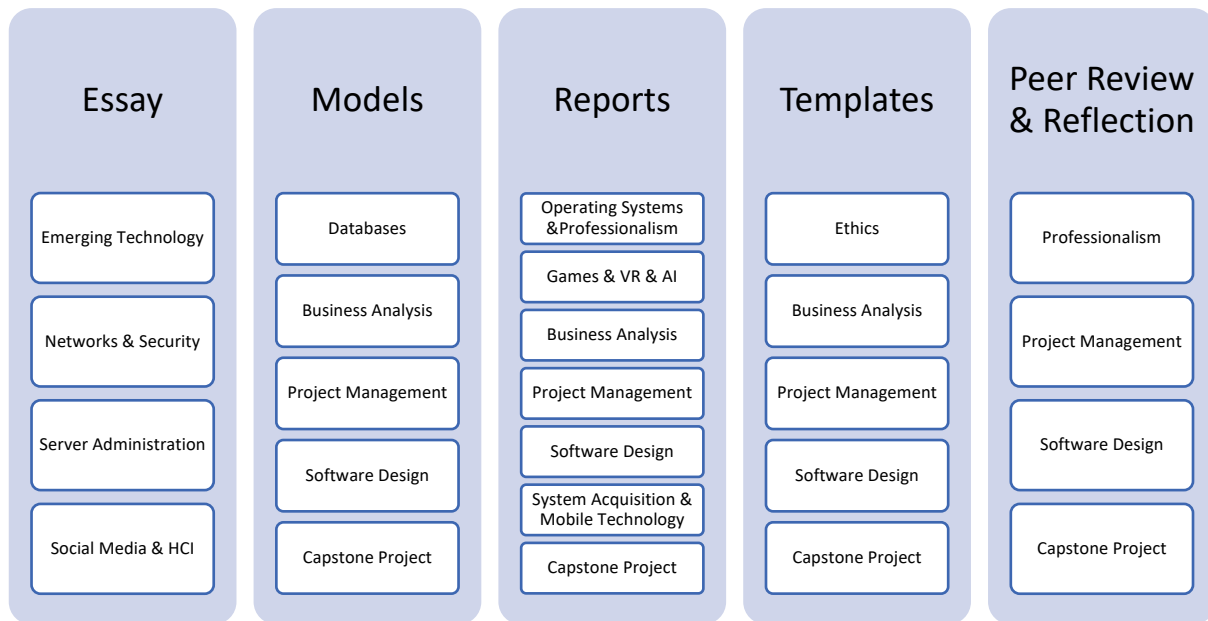 Essay
Emerging Technology
Networks & Security
Server Administration
Social Media & HCI
Models
Databases
Business Analysis
Project Management
Software Design
Capstone Project
Reports
Operating Systems
&Professionalism
Games & VR & AI
Business Analysis
Project Management
Software Design
System Acquisition &
Mobile Technology
Capstone Project
Templates
Ethics
Business Analysis
Project Management
Software Design
Capstone Project
Peer Review
& Reflection
Professionalism
Project Management
Software Design
Capstone Project